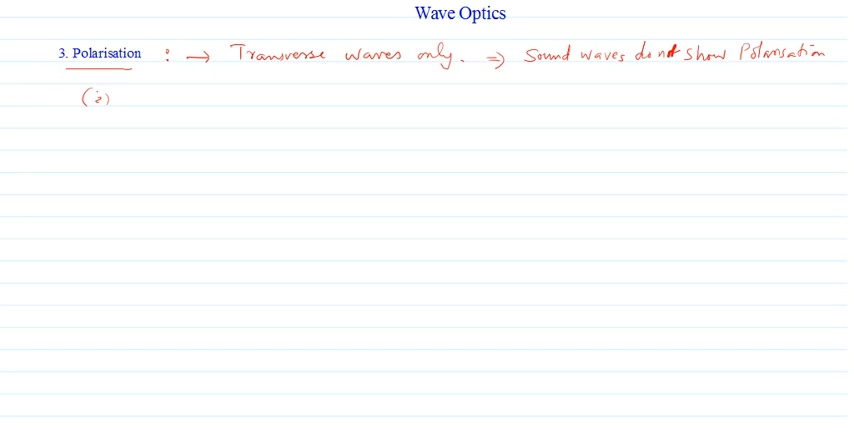 Wave Optics
3. Polarisation : → Transverse waves only. ⇒ Sound waves do not show Polarisation
(i)